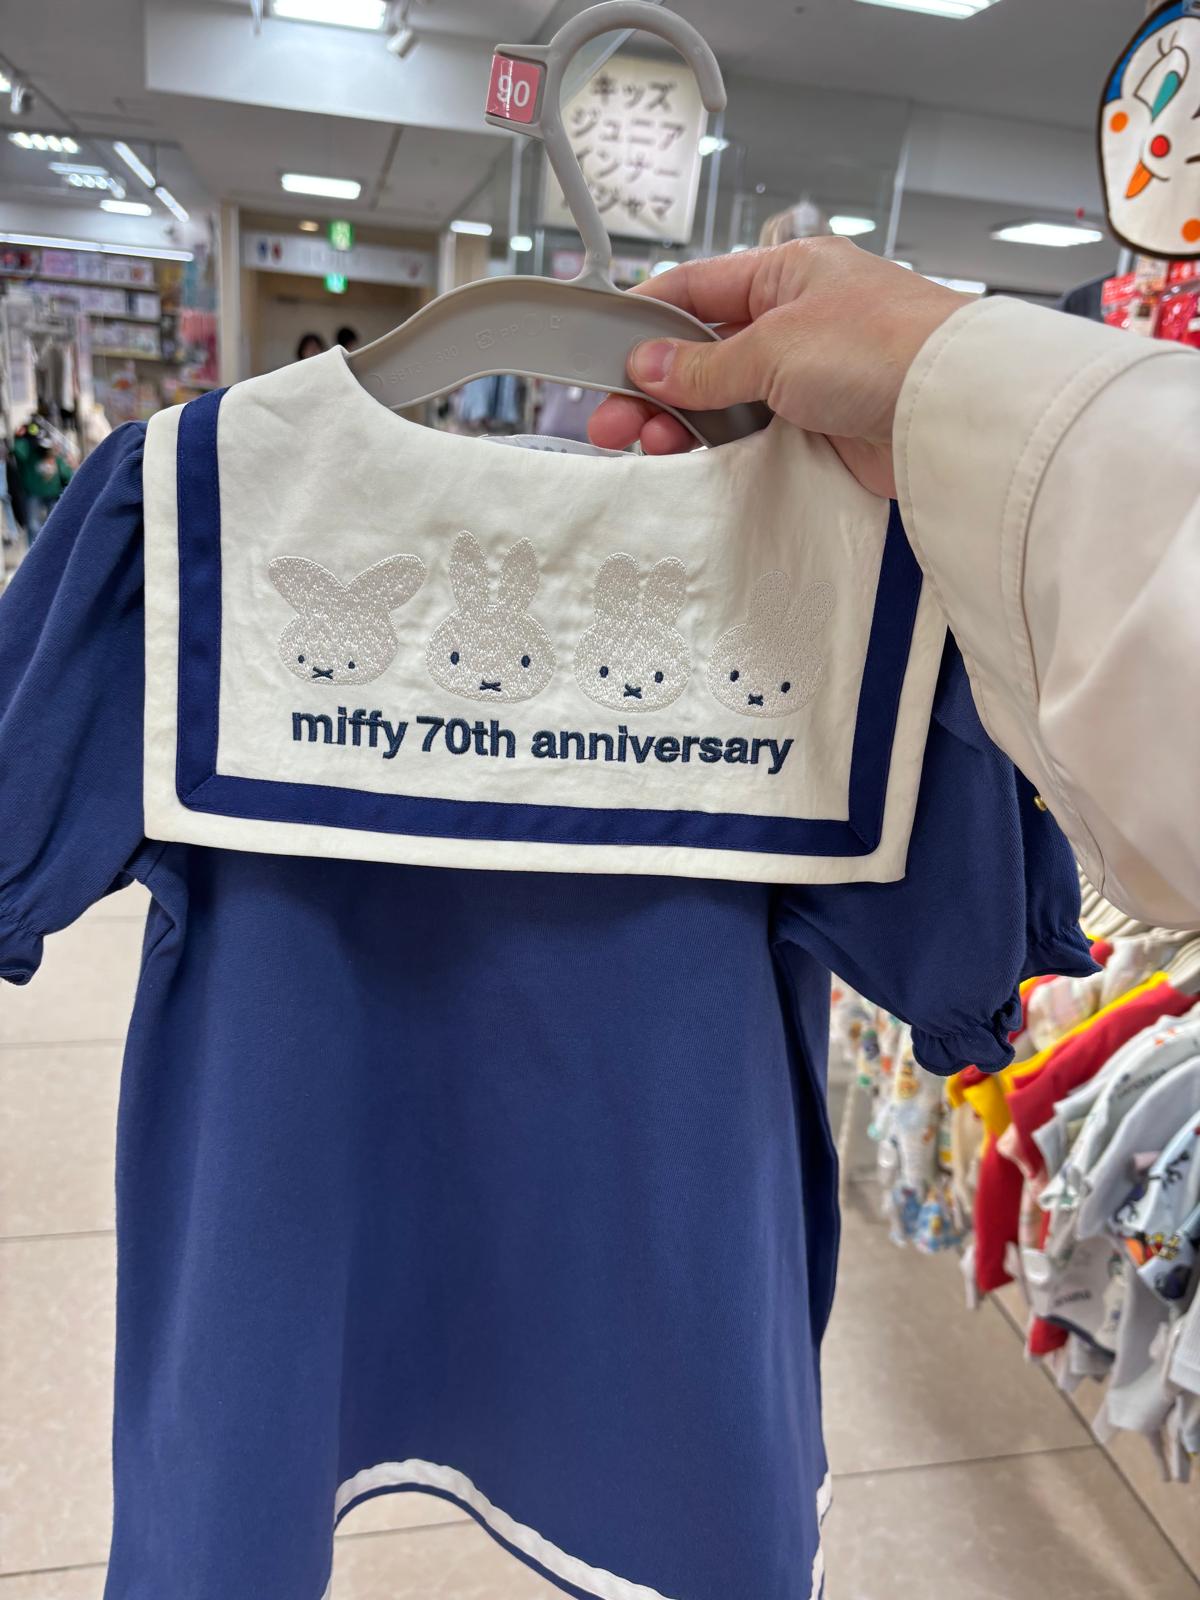 90
キッズ
ジュニア
インナー
パジャマ
miffy 70th anniversary